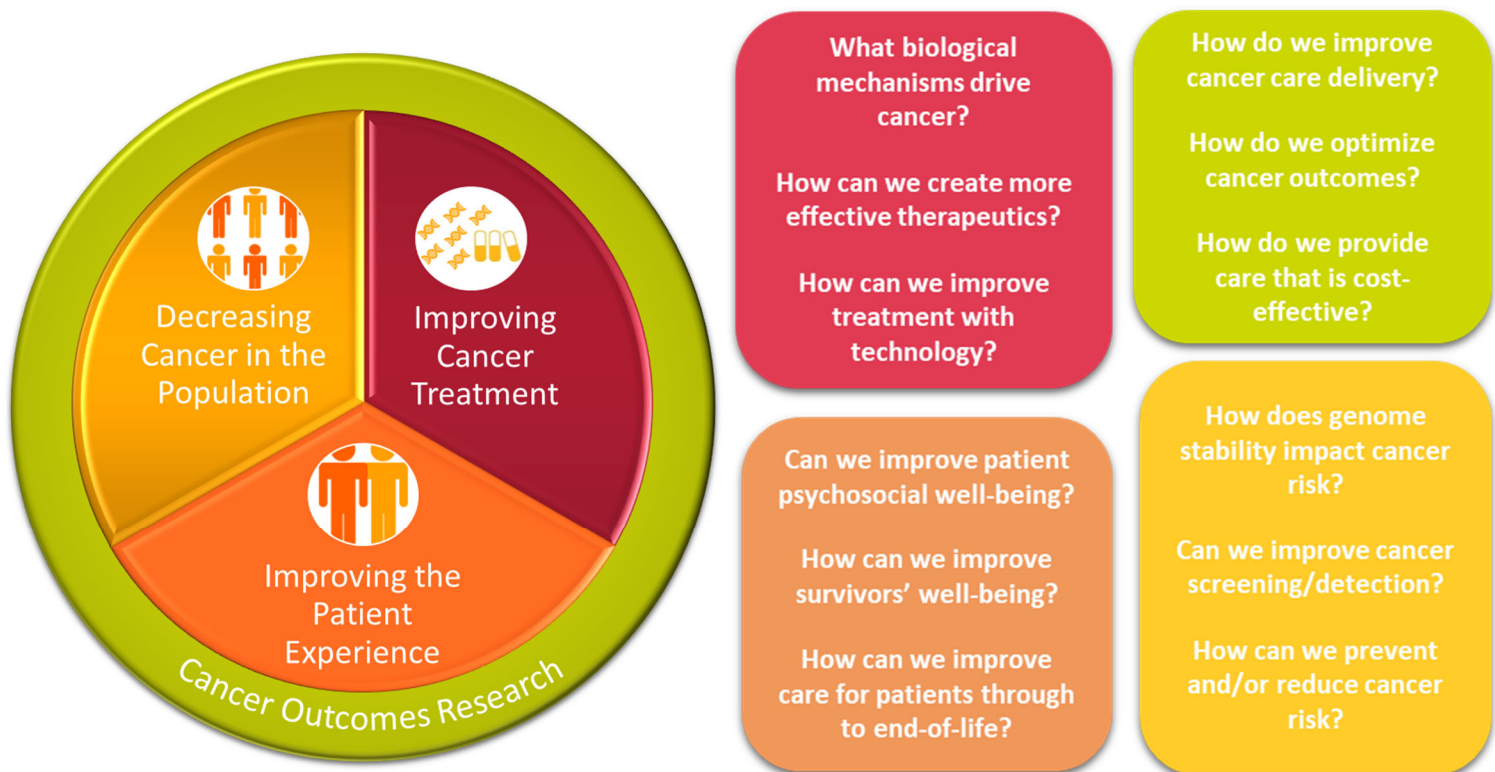 Decreasing
Cancer in the
Population
Improving
Cancer
Treatment
Improving the
Patient
Experience
Cancer Outcomes Research
What biological
mechanisms drive
cancer?
How can we create more
effective therapeutics?
How can we improve
treatment with
technology?
How do we improve
cancer care delivery?
How do we optimize
cancer outcomes?
How do we provide
care that is cost-
effective?
Can we improve patient
psychosocial well-being?
How can we improve
survivors’ well-being?
How can we improve
care for patients through
to end-of-life?
How does genome
stability impact cancer
risk?
Can we improve cancer
screening/detection?
How can we prevent
and/or reduce cancer
risk?